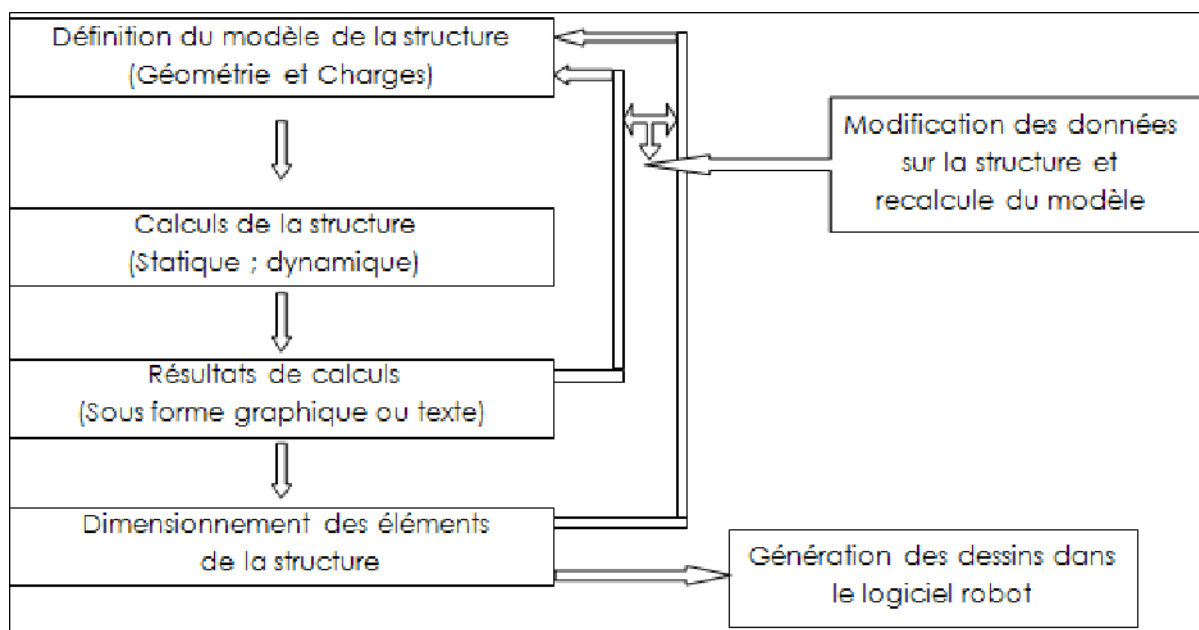 Définition du modèle de la structure
(Géométrie et Charges)
Modification des données
sur la structure et
recalcule du modèle
Calculs de la structure
(Statique ; dynamique)
Résultats de calculs
(Sous forme graphique ou texte)
Dimensionnement des éléments
de la structure
Génération des dessins dans
le logiciel robot